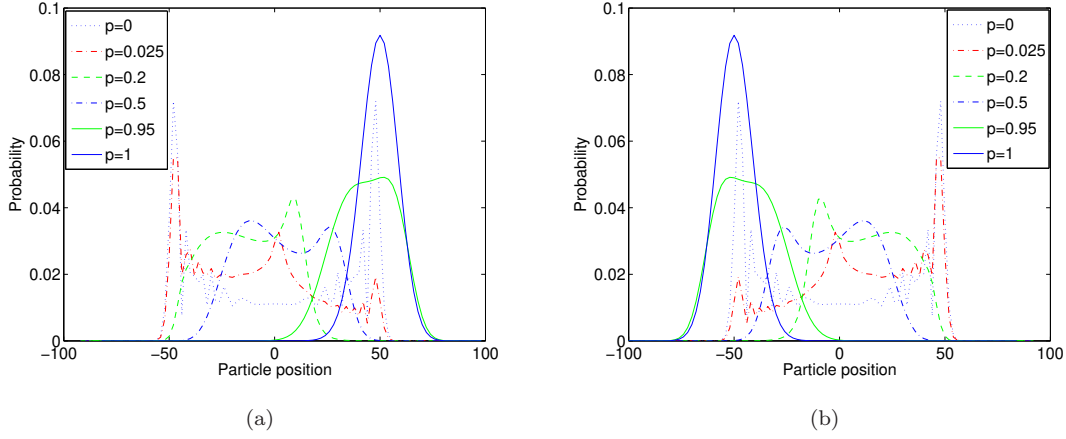 0.1
0.08
0.06
0.04
0.02
0
Probability
−100
−50
0
50
100
Particle position
p=0
p=0.025
p=0.2
p=0.5
p=0.95
p=1
(a)
0.1
0.08
0.06
0.04
0.02
0
Probability
−100
−50
0
50
100
Particle position
p=0
p=0.025
p=0.2
p=0.5
p=0.95
p=1
(b)